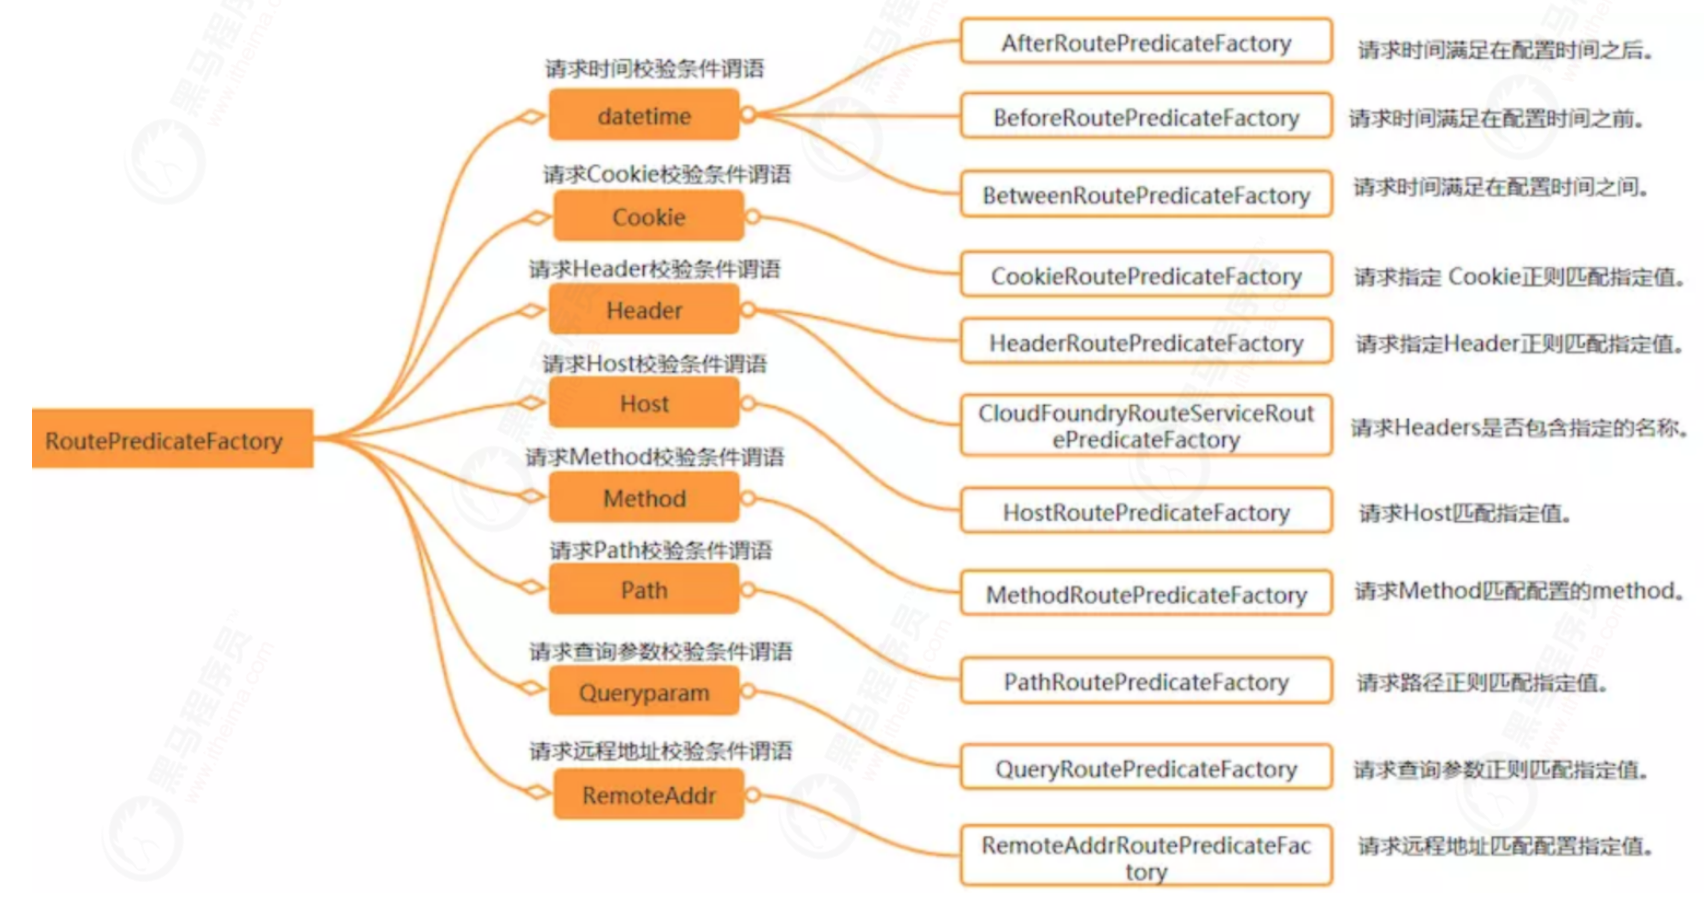 RoutePredicateFactory
请求时间校验条件谓语
datetime
AfterRoutePredicateFactory
请求时间满足在配置时间之后。
BeforeRoutePredicateFactory
请求时间满足在配置时间之前。
BetweenRoutePredicateFactory
请求时间满足在配置时间之间。
请求Cookie校验条件谓语
Cookie
CookieRoutePredicateFactory
请求指定 Cookie正则匹配指定值。
请求Header校验条件谓语
Header
HeaderRoutePredicateFactory
请求指定Header正则匹配指定值。
CloudFoundryRouteServiceRout
ePredicateFactory
请求Headers是否包含指定的名称。
请求Host校验条件谓语
Host
HostRoutePredicateFactory
请求Host匹配指定值。
请求Method校验条件谓语
Method
MethodRoutePredicateFactory
请求Method匹配配置的method。
请求Path校验条件谓语
Path
PathRoutePredicateFactory
请求路径正则匹配指定值。
请求查询参数校验条件谓语
Queryparam
QueryRoutePredicateFactory
请求查询参数正则匹配指定值。
请求远程地址校验条件谓语
RemoteAddr
RemoteAddrRoutePredicateFac
tory
请求远程地址匹配配置指定值。
黑马程序员
www.itheima.com